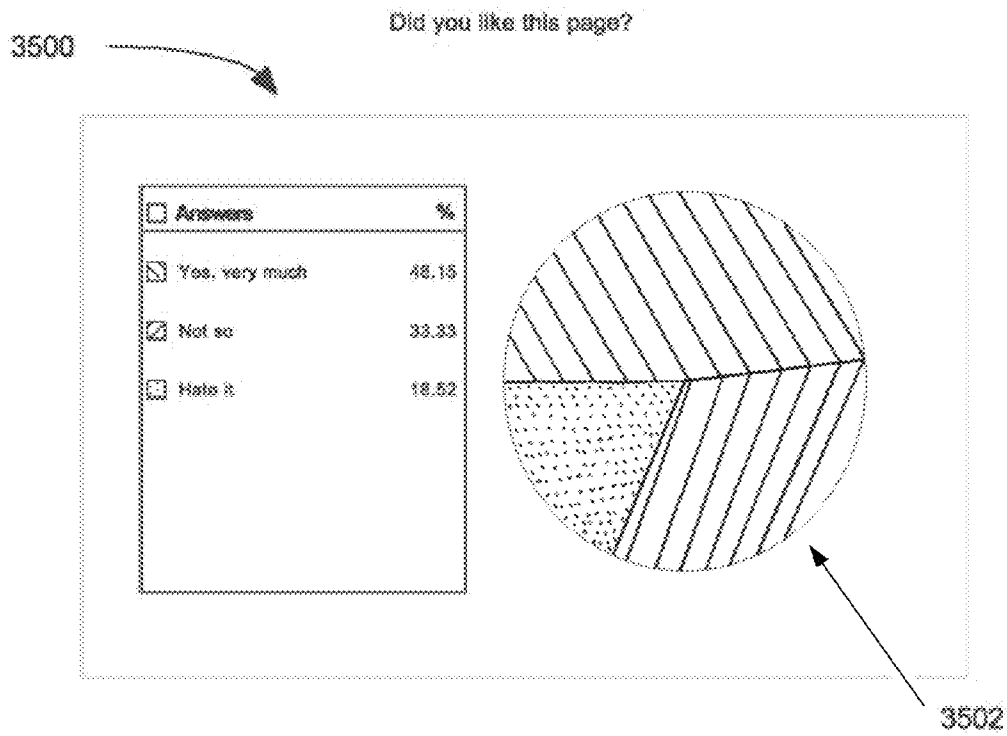 Did you like this page?
3500
Answers %
Yes, very much 48.15
Not so 33.33
Hate it 18.52
3502